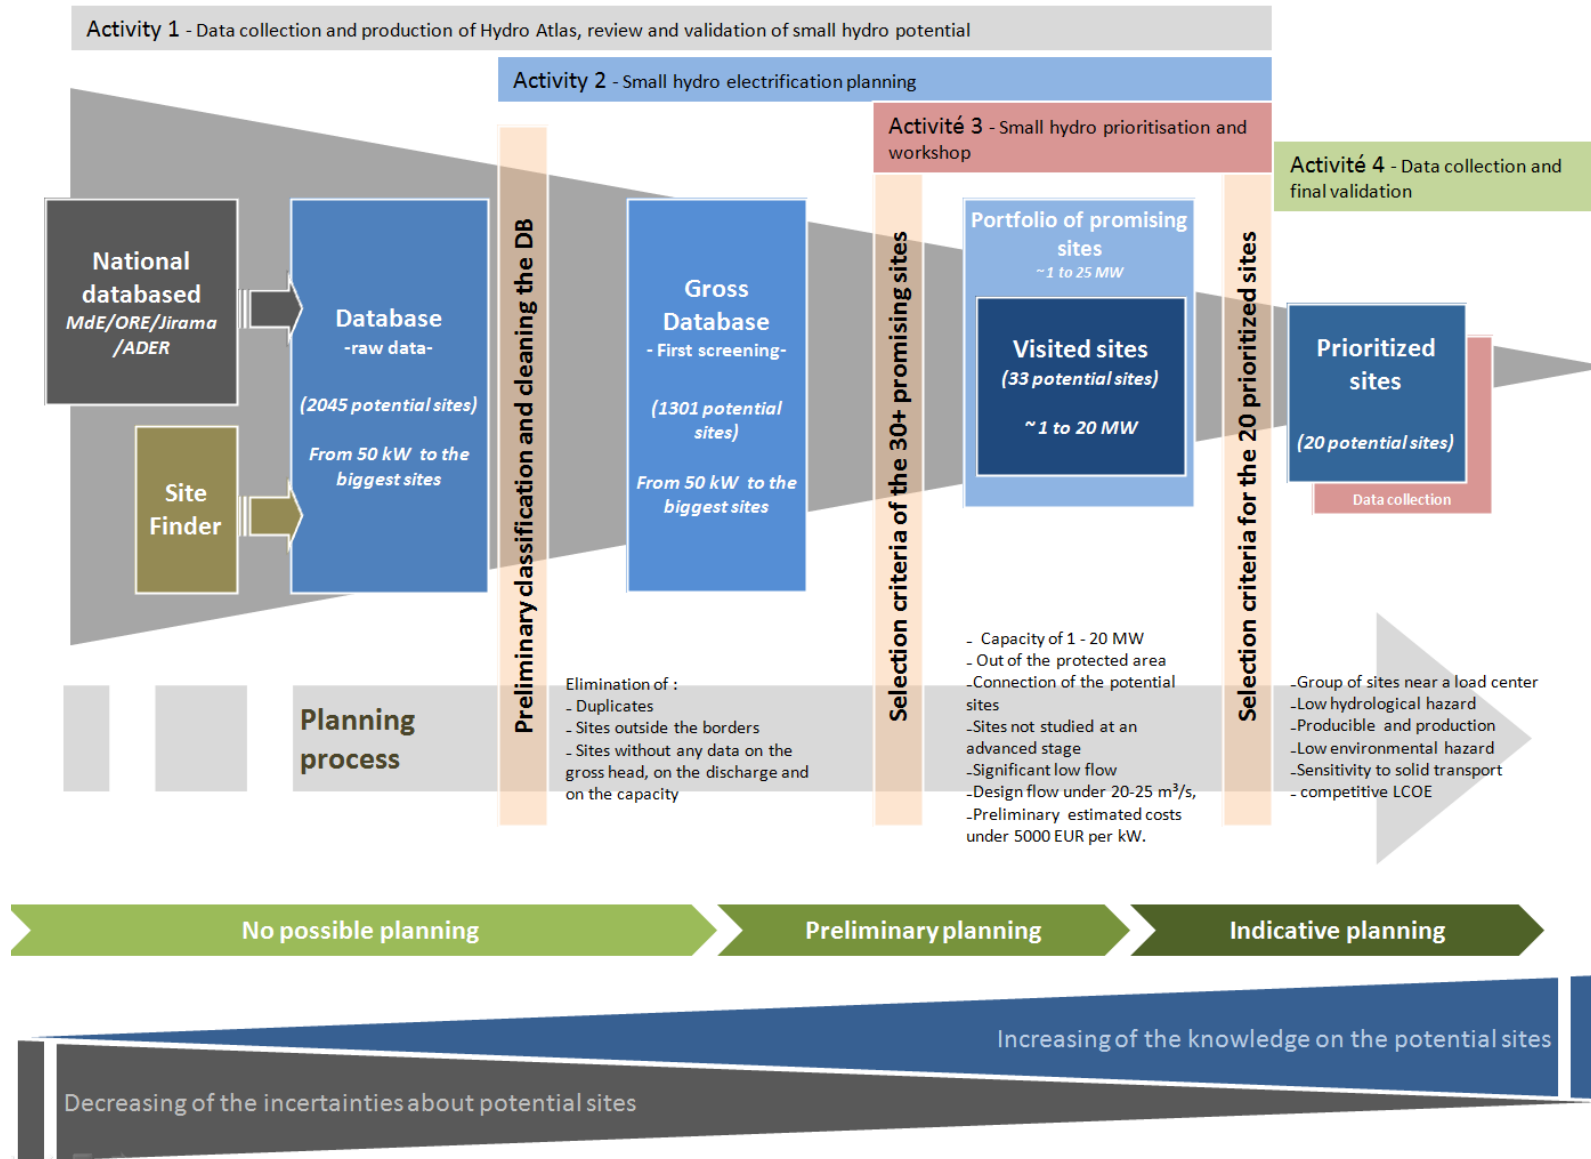 Activity 1 - Data collection and production of Hydro Atlas, review and validation of small hydro potential
Activity 2 - Small hydro electrification planning
Activité 3 - Small hydro prioritisation and
workshop
Activité 4 - Data collection and
final validation
National
databased
MdE/ORE/Jirama
/ADER
Site
Finder
Database
-raw data-
(2045 potential sites)
From 50 kW to the
biggest sites
Preliminary classification and cleaning the DB
Gross
Database
- First screening-
(1301 potential
sites)
From 50 kW to the
biggest sites
Selection criteria of the 30+ promising sites
Portfolio of promising
sites
~ 1 to 25 MW
Visited sites
(33 potential sites)
~ 1 to 20 MW
Selection criteria for the 20 prioritized sites
Prioritized
sites
(20 potential sites)
Data collection
Planning
process
Elimination of :
- Duplicates
- Sites outside the borders
- Sites without any data on the
gross head, on the discharge and
on the capacity
- Capacity of 1 - 20 MW
- Out of the protected area
-Connection of the potential
sites
-Sites not studied at an
advanced stage
-Significant low flow
-Design flow under 20-25 m³/s,
-Preliminary estimated costs
under 5000 EUR per kW.
-Group of sites near a load center
-Low hydrological hazard
-Producible and production
-Low environmental hazard
-Sensitivity to solid transport
- competitive LCOE
No possible planning
Preliminary planning
Indicative planning
Increasing of the knowledge on the potential sites
Decreasing of the incertainties about potential sites